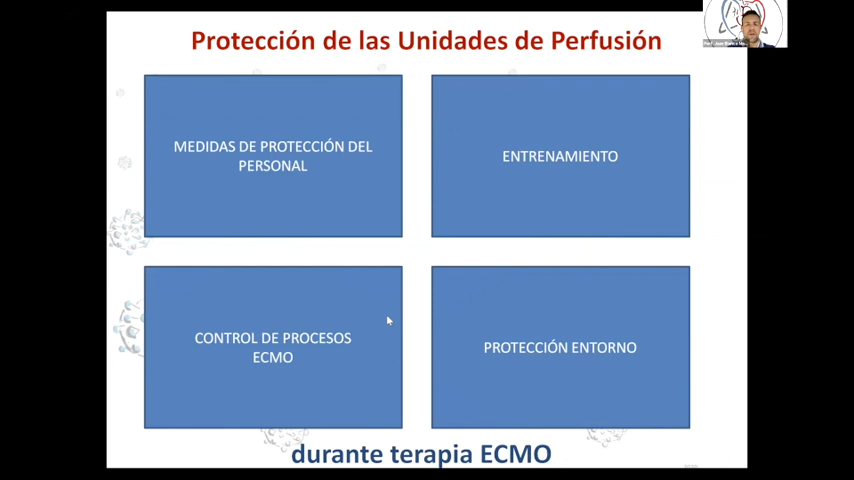 Protección de las Unidades de Perfusión
MEDIDAS DE PROTECCIÓN DEL
PERSONAL
ENTRENAMIENTO
CONTROL DE PROCESOS
ECMO
PROTECCIÓN ENTORNO
durante terapia ECMO